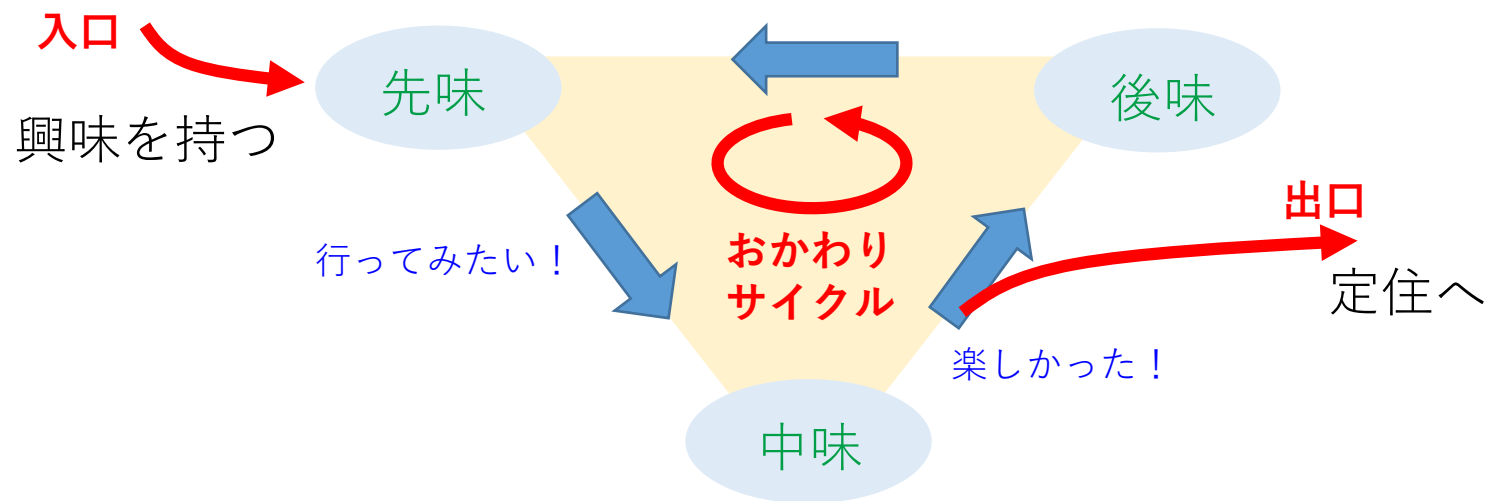 入口
先味
後味
興味を持つ
出口
行ってみたい！
おかわり
サイクル
定住へ
楽しかった！
中味